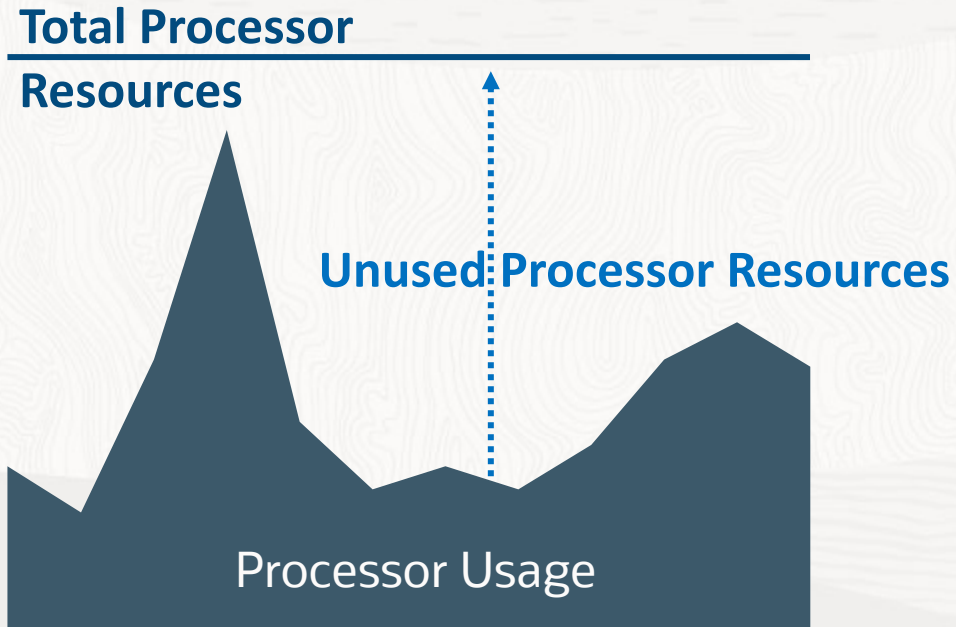 Total Processor
Resources
Unused Processor Resources
Processor Usage